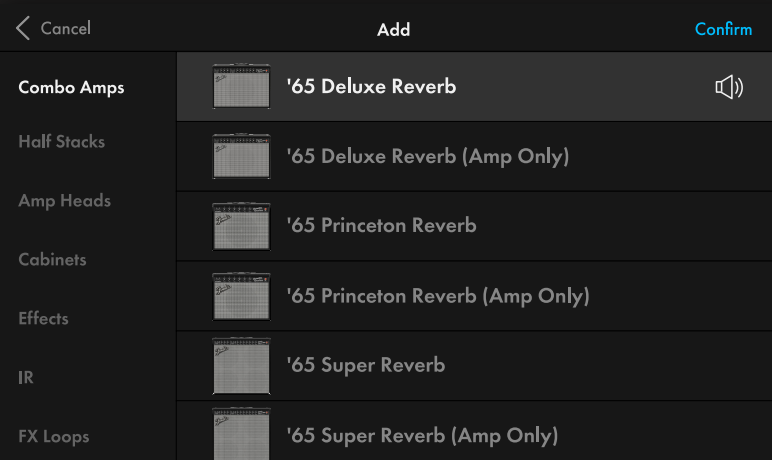 Cancel
Add
Confirm
Combo Amps
Half Stacks
Amp Heads
Cabinets
Effects
IR
FX Loops
'65 Deluxe Reverb
'65 Deluxe Reverb (Amp Only)
'65 Princeton Reverb
'65 Princeton Reverb (Amp Only)
'65 Super Reverb
'65 Super Reverb (Amp Only)